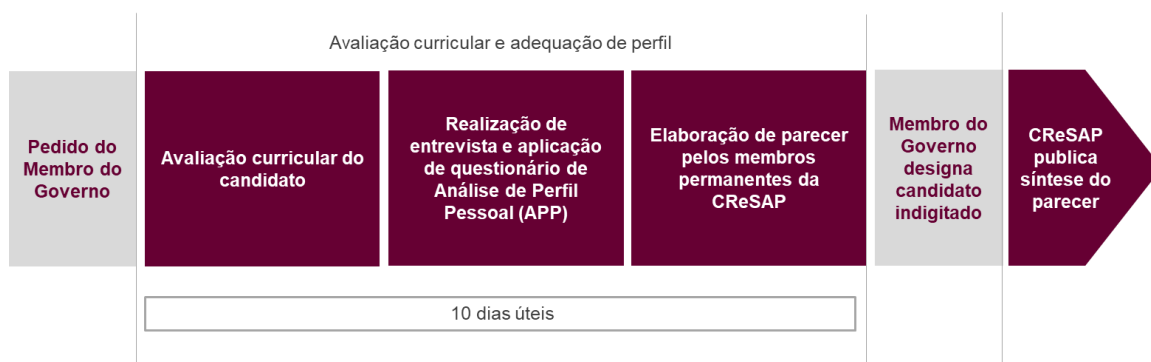 Avaliação curricular e adequação de perfil
Pedido do
Membro do
Governo
Avaliação curricular do
candidato
Realização de
entrevista e aplicação
de questionário de
Análise de Perfil
Pessoal (APP)
Elaboração de parecer
pelos membros
permanentes da
CReSAP
Membro do
Governo
designa
candidato
indigitado
CReSAP
publica
síntese do
parecer
10 dias úteis